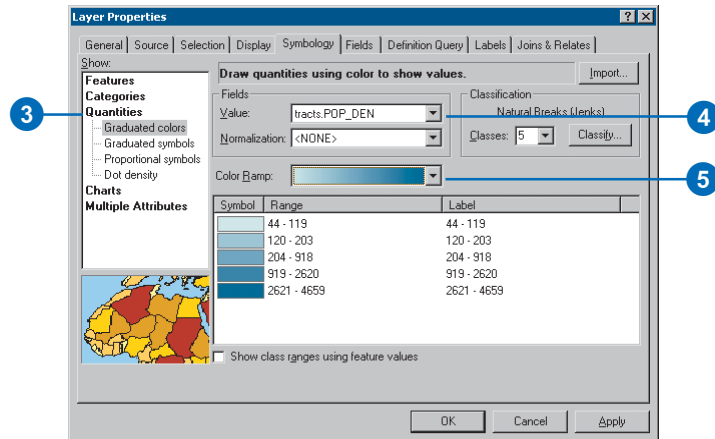 Layer Properties
? ×
General Source Selection Display Symbology Fields Definition Query Labels Joins & Relates
Show:
Features
Categories
Quantities
Graduated colors
Graduated symbols
Proportional symbols
Dot density
Charts
Multiple Attributes
Draw quantities using color to show values.
Import...
Fields
Value: tracts.POP_DEN
Normalization: <NONE>
Classification
Natural Breaks (Jenks)
Classes: 5 Classify...
Color Ramp:
Symbol Range Label
44 - 119 44 - 119
120 - 203 120 - 203
204 - 918 204 - 918
919 - 2620 919 - 2620
2621 - 4659 2621 - 4659
Show class ranges using feature values
OK Cancel Apply
3
4
5